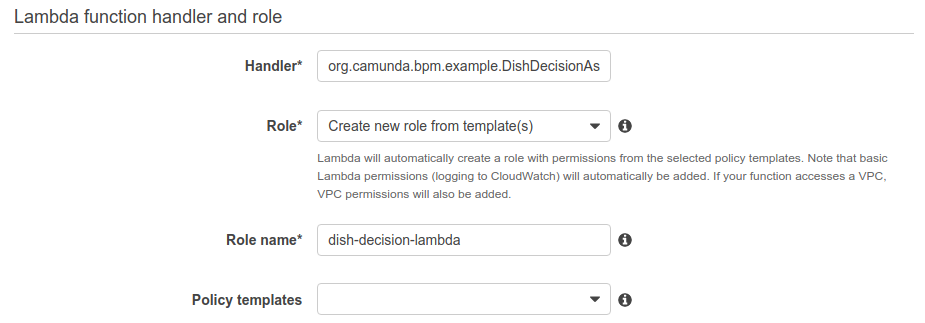 Lambda function handler and role
Handler* org.camunda.bpm.example.DishDecisionAs
Role* Create new role from template(s)
Lambda will automatically create a role with permissions from the selected policy templates. Note that basic
Lambda permissions (logging to CloudWatch) will automatically be added. If your function accesses a VPC,
VPC permissions will also be added.
Role name* dish-decision-lambda
Policy templates